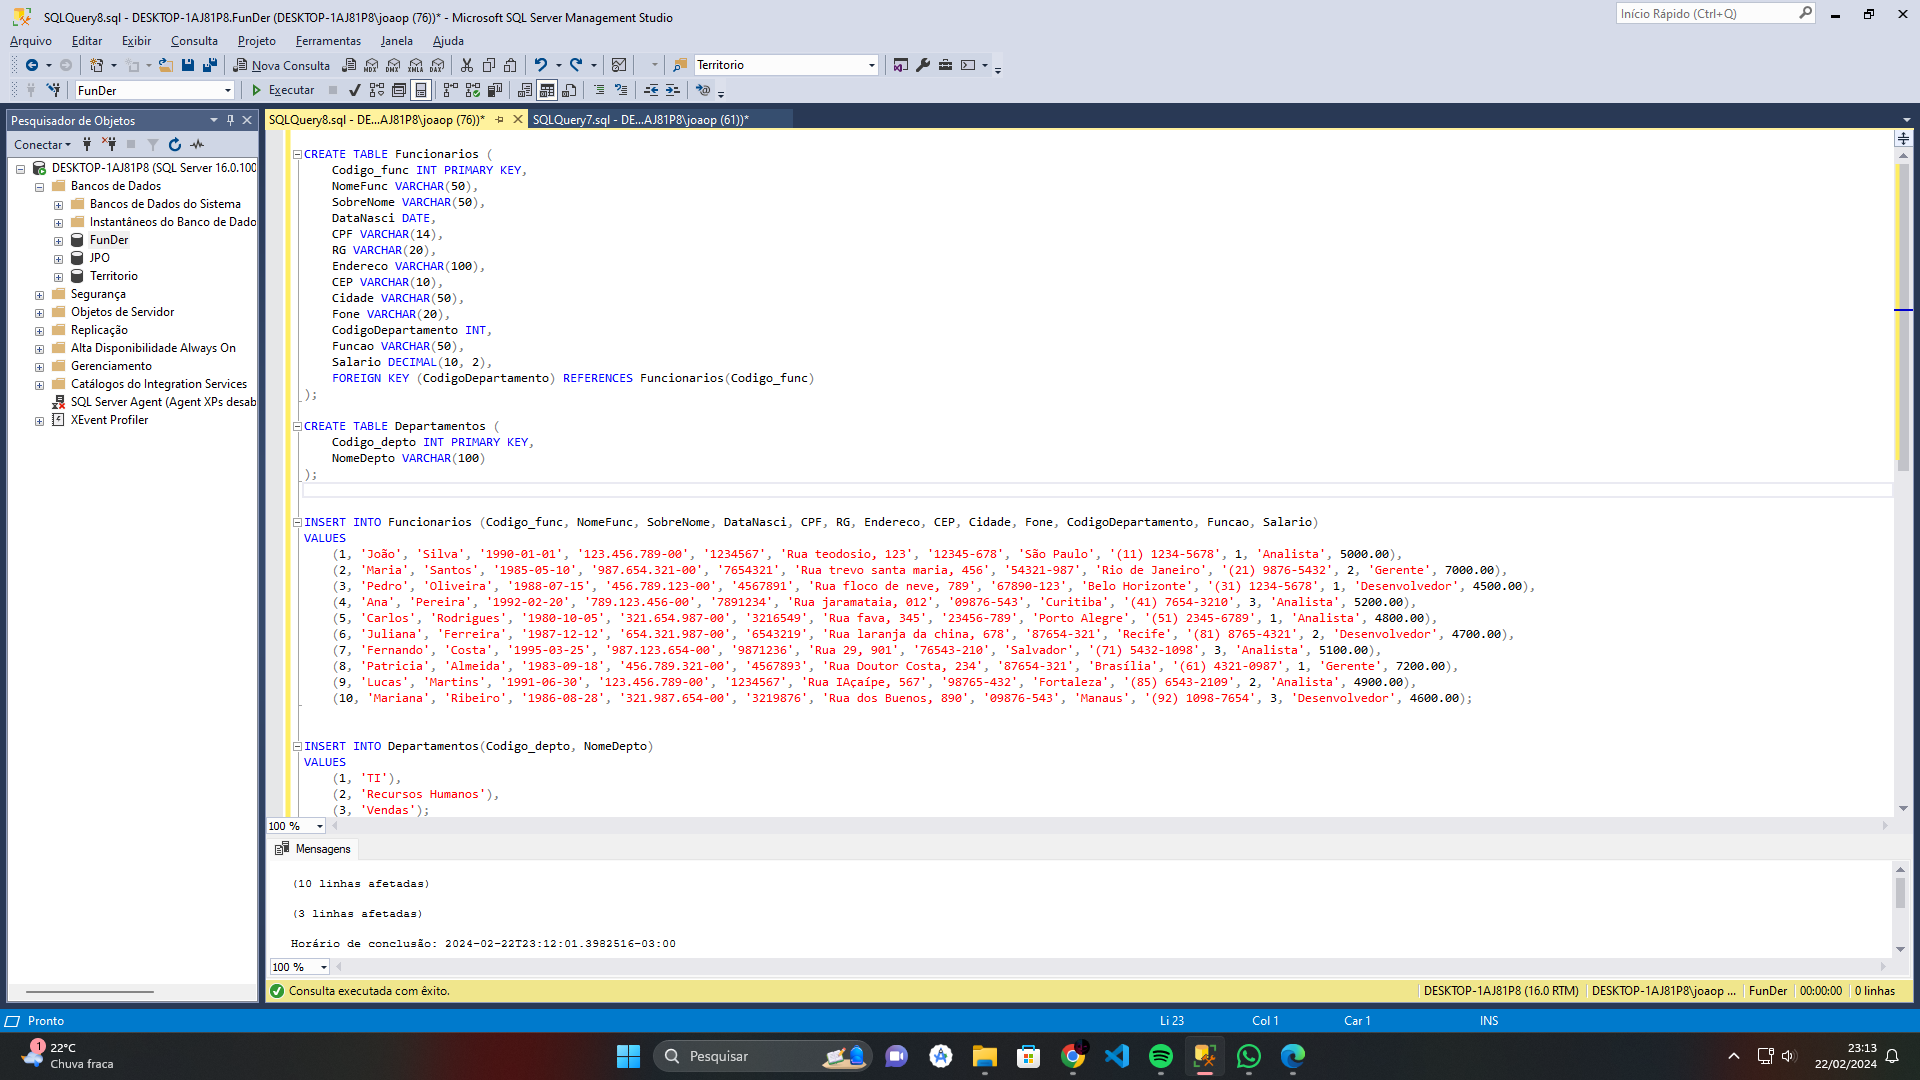 SQLQuery8.sql - DESKTOP-1AJ81P8.FunDer (DESKTOP-1AJ81P8\joaop (76))* - Microsoft SQL Server Management Studio
Início Rápido (Ctrl+Q)
Arquivo Editar Exibir Consulta Projeto Ferramentas Janela Ajuda
Nova Consulta MDX DMX XMLA DAX Territorio
FunDer Executar
Pesquisador de Objetos
Conectar
DESKTOP-1AJ81P8 (SQL Server 16.0.100
Bancos de Dados
Bancos de Dados do Sistema
Instantâneos do Banco de Dado
FunDer
JPO
Territorio
Segurança
Objetos de Servidor
Replicação
Alta Disponibilidade Always On
Gerenciamento
Catálogos do Integration Services
SQL Server Agent (Agent XPs desab
XEvent Profiler
SQLQuery8.sql - DE...AJ81P8\joaop (76))* SQLQuery7.sql - DE...AJ81P8\joaop (61))*
CREATE TABLE Funcionarios (
Codigo_func INT PRIMARY KEY,
NomeFunc VARCHAR(50),
SobreNome VARCHAR(50),
DataNasci DATE,
CPF VARCHAR(14),
RG VARCHAR(20),
Endereco VARCHAR(100),
CEP VARCHAR(10),
Cidade VARCHAR(50),
Fone VARCHAR(20),
CodigoDepartamento INT,
Funcao VARCHAR(50),
Salario DECIMAL(10, 2),
FOREIGN KEY (CodigoDepartamento) REFERENCES Funcionarios(Codigo_func)
);
CREATE TABLE Departamentos (
Codigo_depto INT PRIMARY KEY,
NomeDepto VARCHAR(100)
);
INSERT INTO Funcionarios (Codigo_func, NomeFunc, SobreNome, DataNasci, CPF, RG, Endereco, CEP, Cidade, Fone, CodigoDepartamento, Funcao, Salario)
VALUES
(1, 'João', 'Silva', '1990-01-01', '123.456.789-00', '1234567', 'Rua teodosio, 123', '12345-678', 'São Paulo', '(11) 1234-5678', 1, 'Analista', 5000.00),
(2, 'Maria', 'Santos', '1985-05-10', '987.654.321-00', '7654321', 'Rua trevo santa maria, 456', '54321-987', 'Rio de Janeiro', '(21) 9876-5432', 2, 'Gerente', 7000.00),
(3, 'Pedro', 'Oliveira', '1988-07-15', '456.789.123-00', '4567891', 'Rua floco de neve, 789', '67890-123', 'Belo Horizonte', '(31) 1234-5678', 1, 'Desenvolvedor', 4500.00),
(4, 'Ana', 'Pereira', '1992-02-20', '789.123.456-00', '7891234', 'Rua jaramataia, 012', '09876-543', 'Curitiba', '(41) 7654-3210', 3, 'Analista', 5200.00),
(5, 'Carlos', 'Rodrigues', '1980-10-05', '321.654.987-00', '3216549', 'Rua fava, 345', '23456-789', 'Porto Alegre', '(51) 2345-6789', 1, 'Analista', 4800.00),
(6, 'Juliana', 'Ferreira', '1987-12-12', '654.321.987-00', '6543219', 'Rua laranja da china, 678', '87654-321', 'Recife', '(81) 8765-4321', 2, 'Desenvolvedor', 4700.00),
(7, 'Fernando', 'Costa', '1995-03-25', '987.123.654-00', '9871236', 'Rua 29, 901', '76543-210', 'Salvador', '(71) 5432-1098', 3, 'Analista', 5100.00),
(8, 'Patricia', 'Almeida', '1983-09-18', '456.789.321-00', '4567893', 'Rua Doutor Costa, 234', '87654-321', 'Brasília', '(61) 4321-0987', 1, 'Gerente', 7200.00),
(9, 'Lucas', 'Martins', '1991-06-30', '123.456.789-00', '1234567', 'Rua IAçaípe, 567', '98765-432', 'Fortaleza', '(85) 6543-2109', 2, 'Analista', 4900.00),
(10, 'Mariana', 'Ribeiro', '1986-08-28', '321.987.654-00', '3219876', 'Rua dos Buenos, 890', '09876-543', 'Manaus', '(92) 1098-7654', 3, 'Desenvolvedor', 4600.00);
INSERT INTO Departamentos(Codigo_depto, NomeDepto)
VALUES
(1, 'TI'),
(2, 'Recursos Humanos'),
(3, 'Vendas');
100 %
Mensagens
(10 linhas afetadas)
(3 linhas afetadas)
Horário de conclusão: 2024-02-22T23:12:01.3982516-03:00
100 %
Consulta executada com êxito. DESKTOP-1AJ81P8 (16.0 RTM) DESKTOP-1AJ81P8\joaop ... FunDer 00:00:00 0 linhas
Pronto Li 23 Col 1 Car 1 INS
1
22°C
Chuva fraca
Pesquisar
23:13
22/02/2024